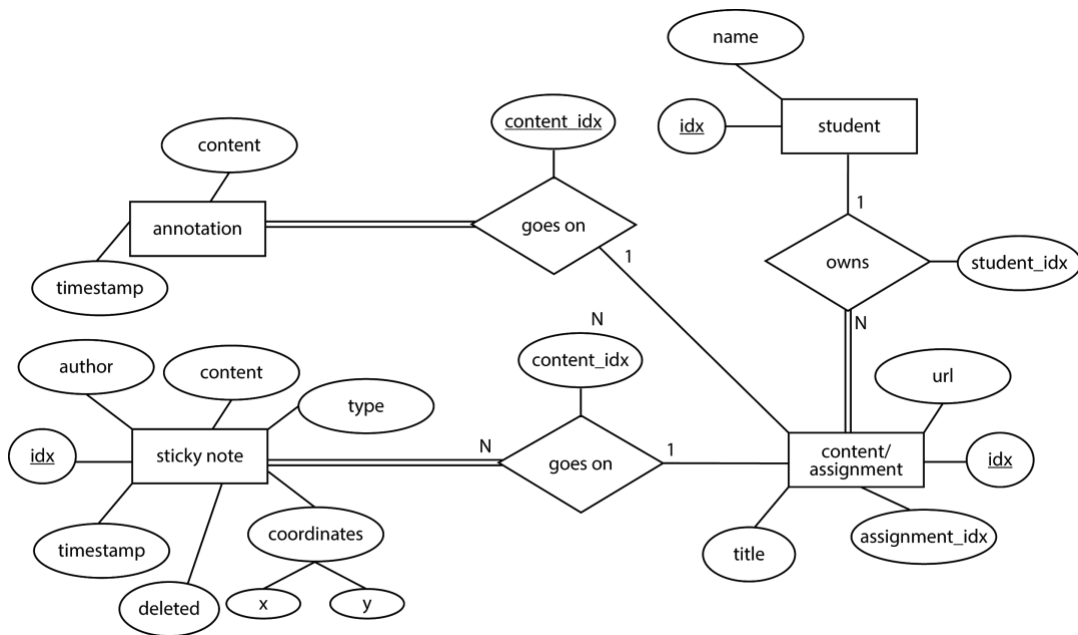 name
content_idx
idx
student
content
annotation
goes on
1
1
owns
student_idx
timestamp
N
N
author
content
content_idx
url
type
idx
sticky note
N
goes on
1
content/
assignment
idx
timestamp
coordinates
title
assignment_idx
deleted
x
y